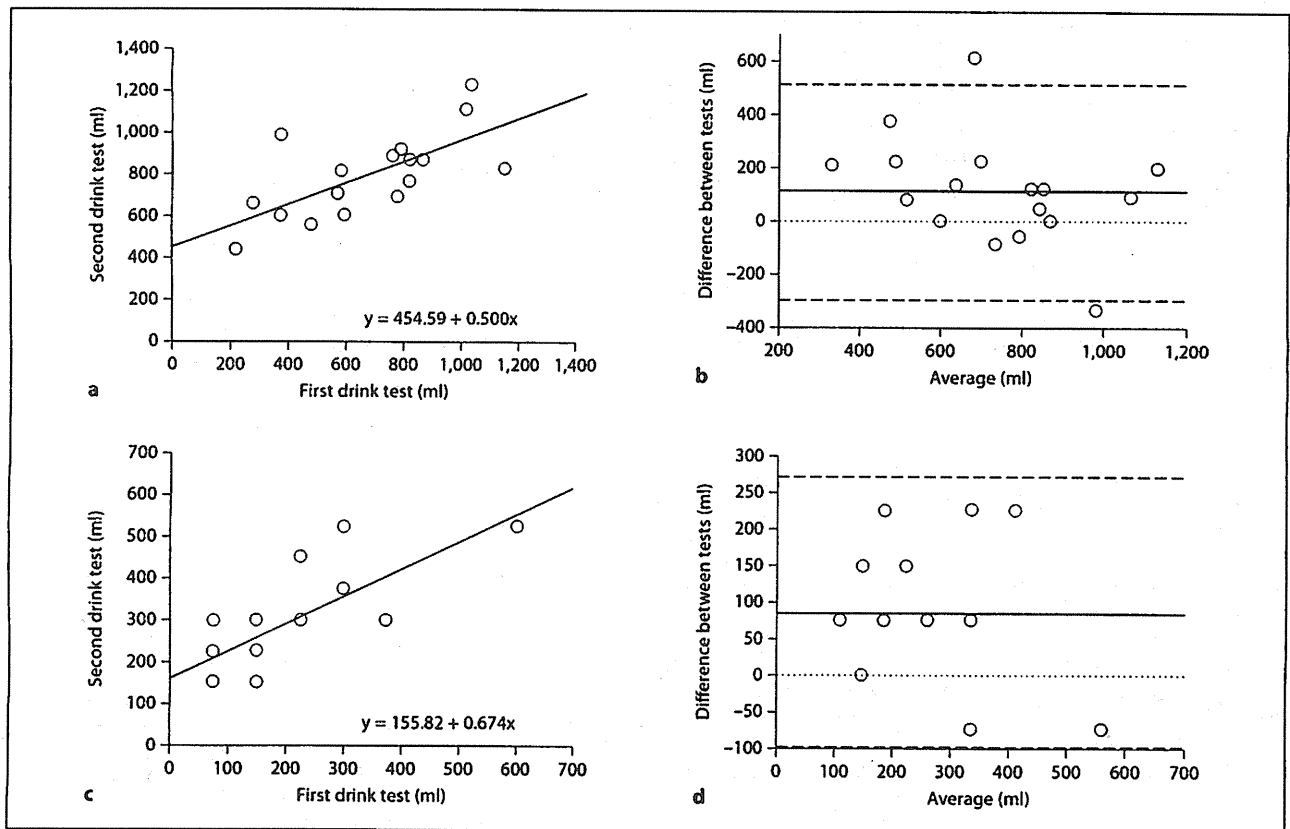 1,400
1,200
1,000
800
600
400
200
0
Second drink test (ml)
0 200 400 600 800 1,000 1,200 1,400
First drink test (ml)
y = 454.59 + 0.500x
a
600
400
200
0
−200
−400
Difference between tests (ml)
200 400 600 800 1,000 1,200
Average (ml)
b
700
600
500
400
300
200
100
0
Second drink test (ml)
0 100 200 300 400 500 600 700
First drink test (ml)
y = 155.82 + 0.674x
c
300
250
200
150
100
50
0
−50
−100
Difference between tests (ml)
0 100 200 300 400 500 600 700
Average (ml)
d